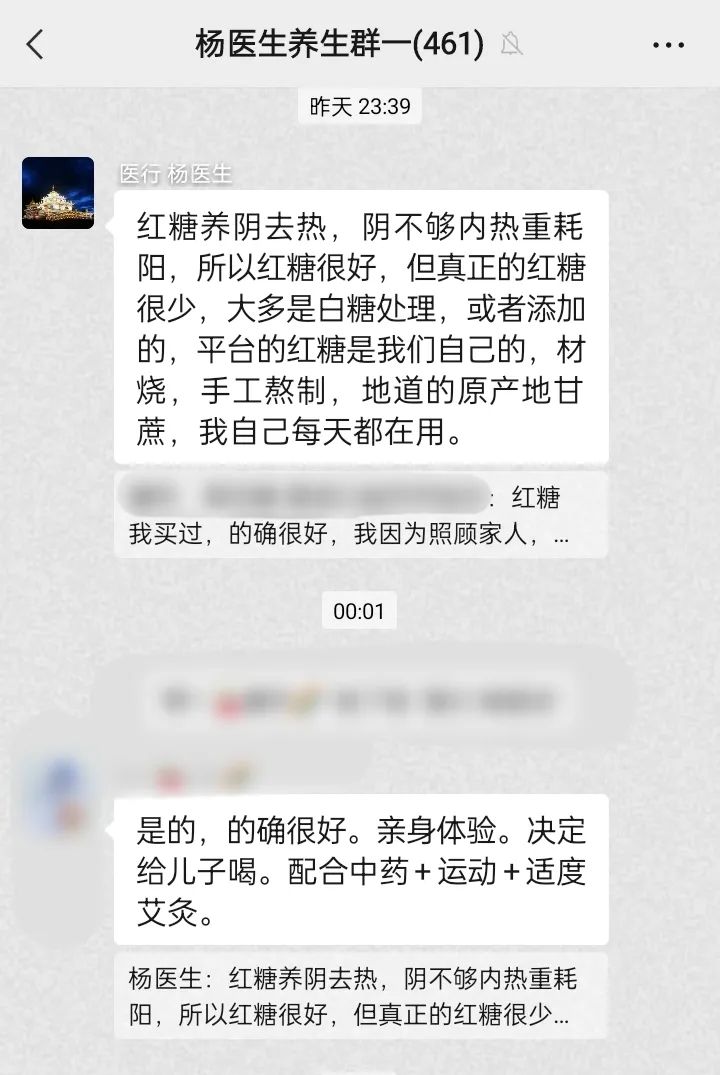 杨医生养生群一(461)
昨天 23:39
医行 杨医生
红糖养阴去热，阴不够内热重耗
阳，所以红糖很好，但真正的红糖
很少，大多是白糖处理，或者添加
的，平台的红糖是我们自己的，材
烧，手工熬制，地道的原产地甘
蔗，我自己每天都在用。
：红糖
我买过，的确很好，我因为照顾家人，...
00:01
是的，的确很好。亲身体验。决定
给儿子喝。配合中药+运动+适度
艾灸。
杨医生：红糖养阴去热，阴不够内热重耗
阳，所以红糖很好，但真正的红糖很少...